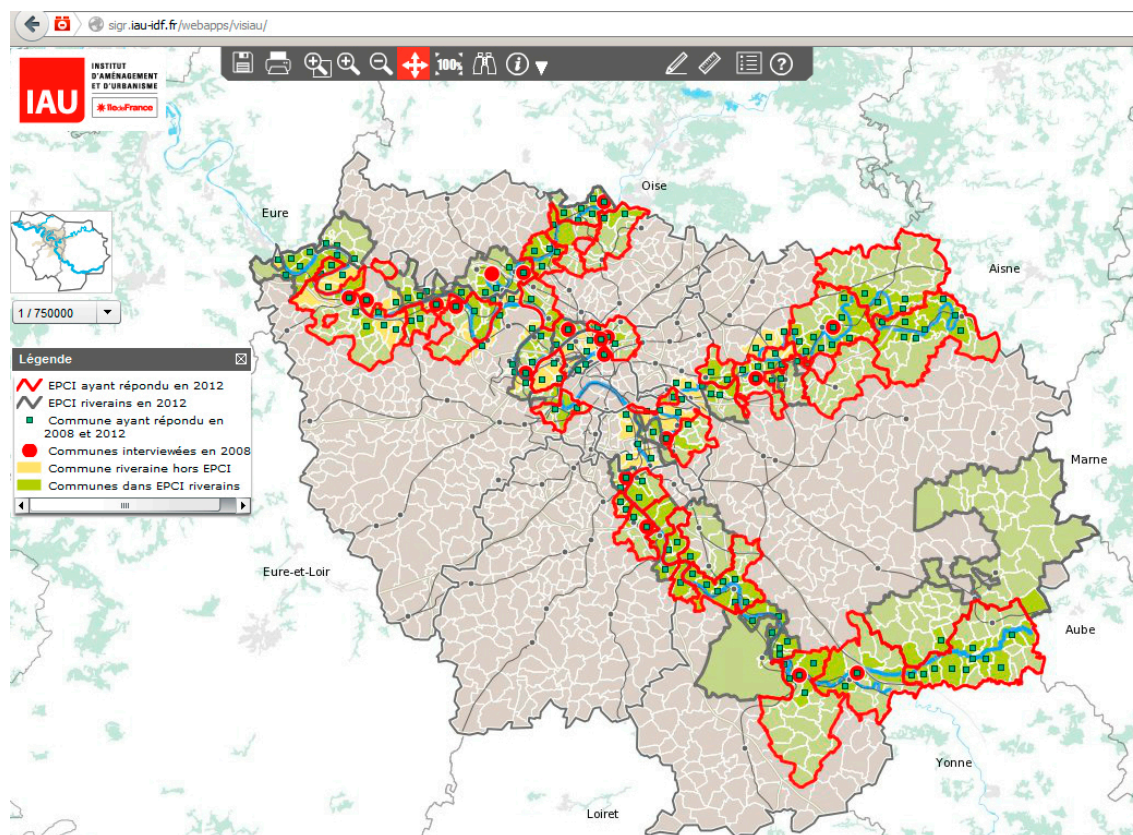 sigr.iau-idf.fr/webapps/visiau/
IAU
INSTITUT
D'AMÉNAGEMENT
ET D'URBANISME
îledeFrance
100%
Oise
Eure
Aisne
1 / 750000
Légende
EPCI ayant répondu en 2012
EPCI riverains en 2012
Commune ayant répondu en
2008 et 2012
Communes interviewées en 2008
Commune riveraine hors EPCI
Communes dans EPCI riverains
Marne
Eure-et-Loir
Aube
Yonne
Loiret